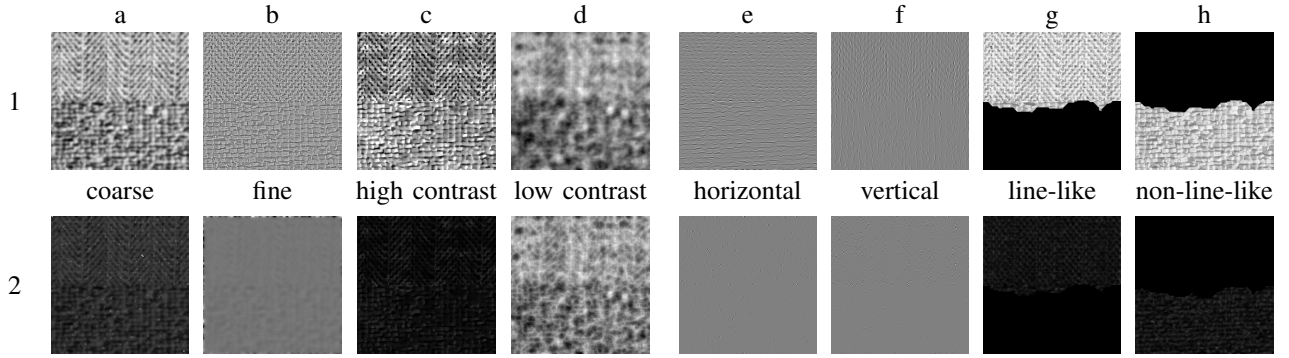 a b c d e f g h
1
coarse fine high contrast low contrast horizontal vertical line-like non-line-like
2